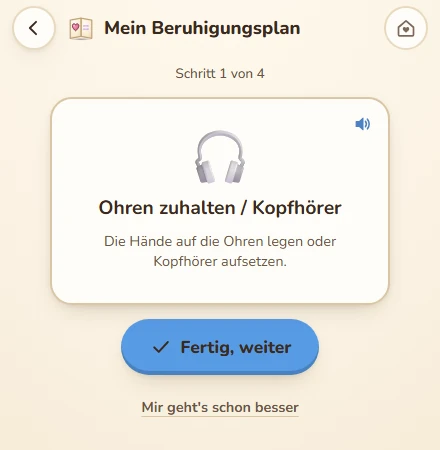 Mein Beruhigungsplan
Schritt 1 von 4
Ohren zuhalten / Kopfhörer
Die Hände auf die Ohren legen oder
Kopfhörer aufsetzen.
Fertig, weiter
Mir geht's schon besser